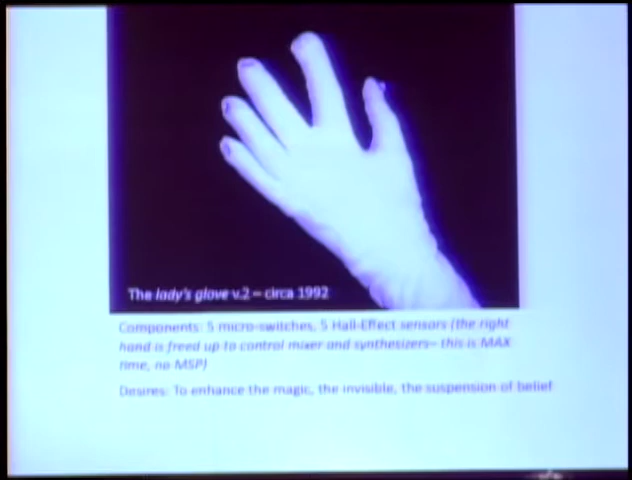 The lady's glove v.2 – circa 1992
Components: 5 micro-switches, 5 Hall-Effect sensors (the right
hand is freed up to control mixer and synthesizers– this is MAX
time, no MSP)
Desires: To enhance the magic, the invisible, the suspension of belief